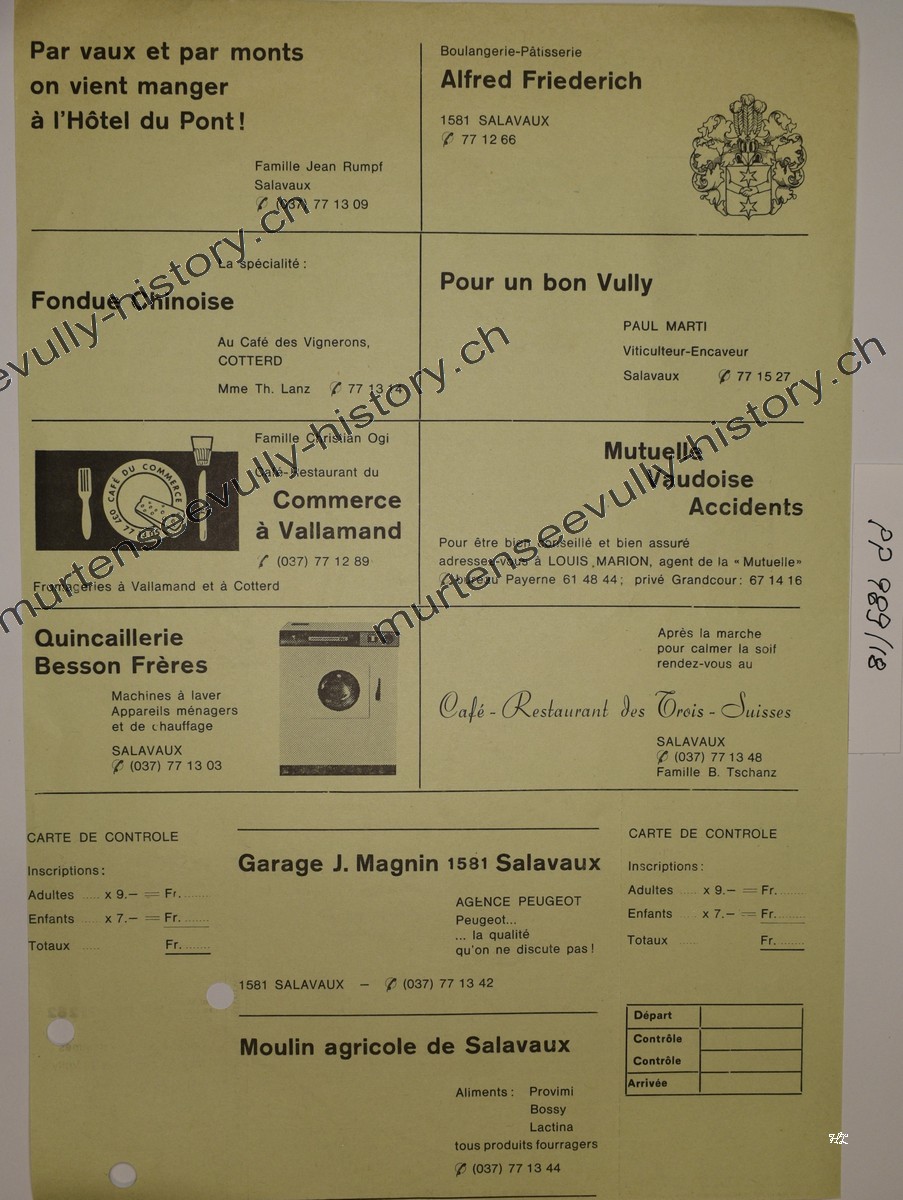 Par vaux et par monts
on vient manger
à l'Hôtel du Pont!
Famille Jean Rumpf
Salavaux
✆ (037) 77 13 09
Boulangerie-Pâtisserie
Alfred Friederich
1581 SALAVAUX
✆ 77 12 66
La spécialité :
Fondue Chinoise
Au Café des Vignerons,
COTTERD
Mme Th. Lanz ✆ 77 13 14
Pour un bon Vully
PAUL MARTI
Viticulteur-Encaveur
Salavaux ✆ 77 15 27
Famille Christian Ogi
Café-Restaurant du
Commerce
à Vallamand
✆ (037) 77 12 89
CAFÉ DU COMMERCE
037 77
Fromageries à Vallamand et à Cotterd
Mutuelle
Vaudoise
Accidents
Pour être bien conseillé et bien assuré
adressez-vous à LOUIS MARION, agent de la « Mutuelle»
✆ bureau Payerne 61 48 44; privé Grandcour: 67 14 16
Quincaillerie
Besson Frères
Machines à laver
Appareils ménagers
et de chauffage
SALAVAUX
✆ (037) 77 13 03
Après la marche
pour calmer la soif
rendez-vous au
Café - Restaurant des Trois - Suisses
SALAVAUX
✆ (037) 77 13 48
Famille B. Tschanz
CARTE DE CONTROLE
Inscriptions :
Adultes ..... x 9.— = Fr. .......
Enfants ..... x 7.— = Fr. .......
Totaux ..... Fr. .......
Garage J. Magnin 1581 Salavaux
AGENCE PEUGEOT
Peugeot...
... la qualité
qu'on ne discute pas!
1581 SALAVAUX — ✆ (037) 77 13 42
Moulin agricole de Salavaux
Aliments : Provimi
Bossy
Lactina
tous produits fourragers
✆ (037) 77 13 44
CARTE DE CONTROLE
Inscriptions :
Adultes ..... x 9.— = Fr. .......
Enfants ..... x 7.— = Fr. .......
Totaux ..... Fr. .......
Départ
Contrôle
Contrôle
Arrivée
PP 989/18
murtenseevully-history.ch
murtenseevully-history.ch